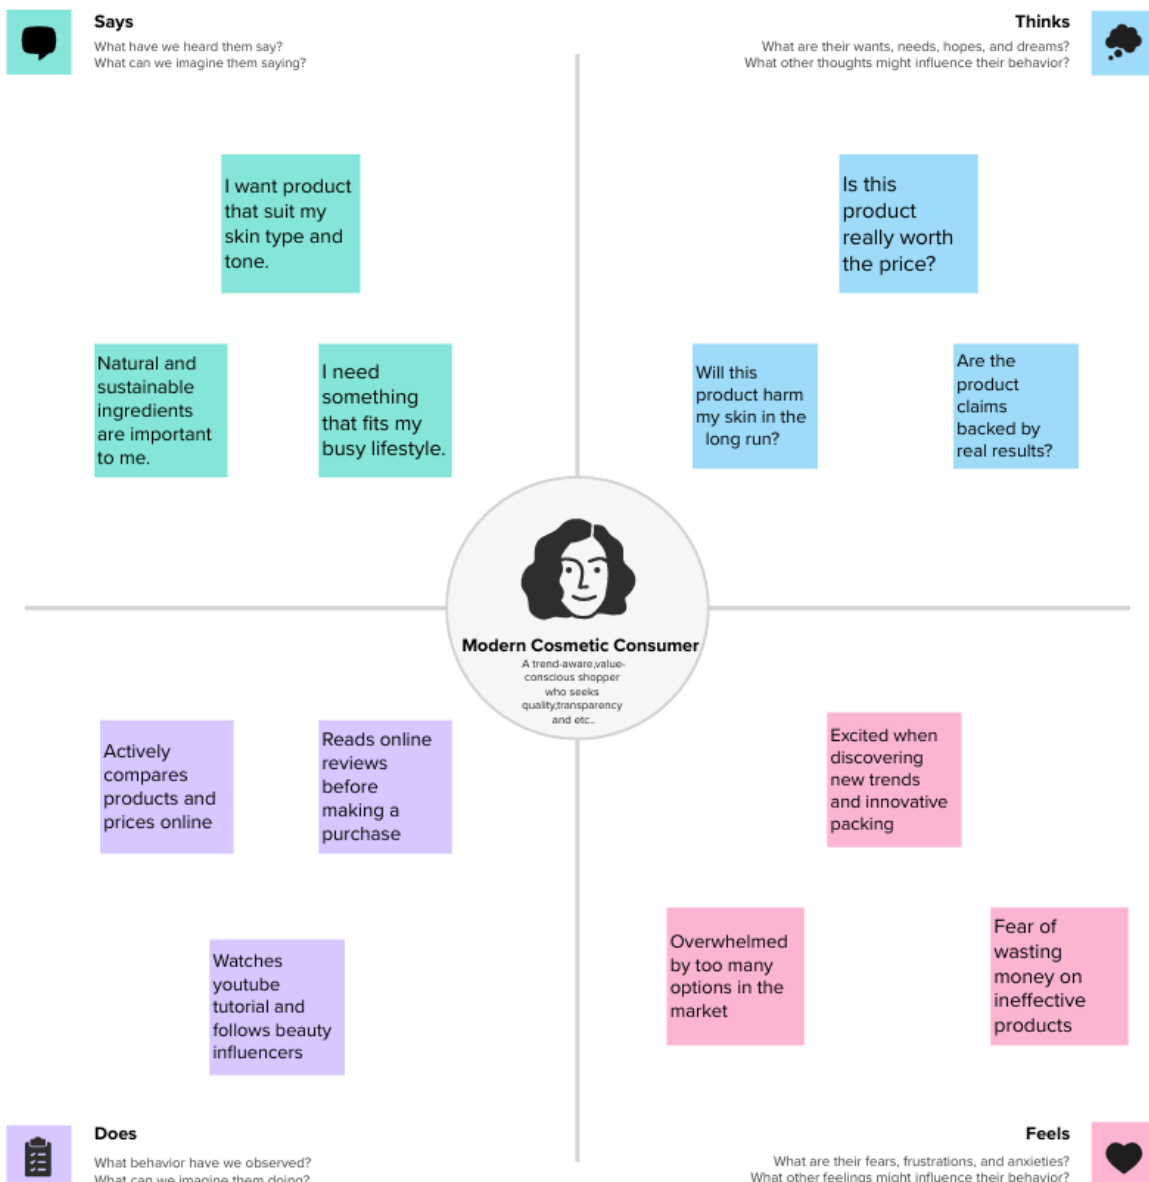 Says
What have we heard them say?
What can we imagine them saying?
Thinks
What are their wants, needs, hopes, and dreams?
What other thoughts might influence their behavior?
I want product
that suit my
skin type and
tone.
Natural and
sustainable
ingredients
are important
to me.
I need
something
that fits my
busy lifestyle.
Is this
product
really worth
the price?
Will this
product harm
my skin in the
long run?
Are the
product
claims
backed by
real results?
Modern Cosmetic Consumer
A trend-aware,value-
conscious shopper
who seeks
quality,transparency
and etc..
Actively
compares
products and
prices online
Reads online
reviews
before
making a
purchase
Watches
youtube
tutorial and
follows beauty
influencers
Excited when
discovering
new trends
and innovative
packing
Overwhelmed
by too many
options in the
market
Fear of
wasting
money on
ineffective
products
Does
What behavior have we observed?
What can we imagine them doing?
Feels
What are their fears, frustrations, and anxieties?
What other feelings might influence their behavior?